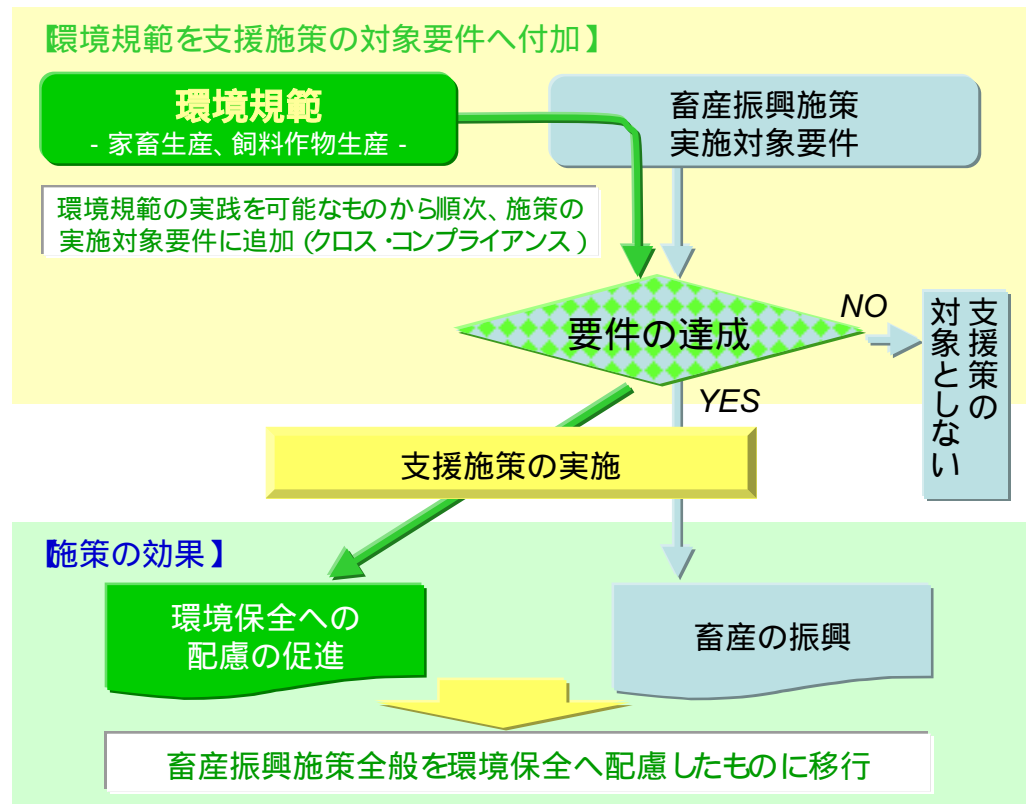 【環境規範を支援施策の対象要件へ付加】
環境規範
- 家畜生産、飼料作物生産 -
畜産振興施策
実施対象要件
環境規範の実践を可能なものから順次、施策の
実施対象要件に追加（クロス・コンプライアンス）
要件の達成
NO
支援策の
対象としない
YES
支援施策の実施
【施策の効果】
環境保全への
配慮の促進
畜産の振興
畜産振興施策全般を環境保全へ配慮したものに移行